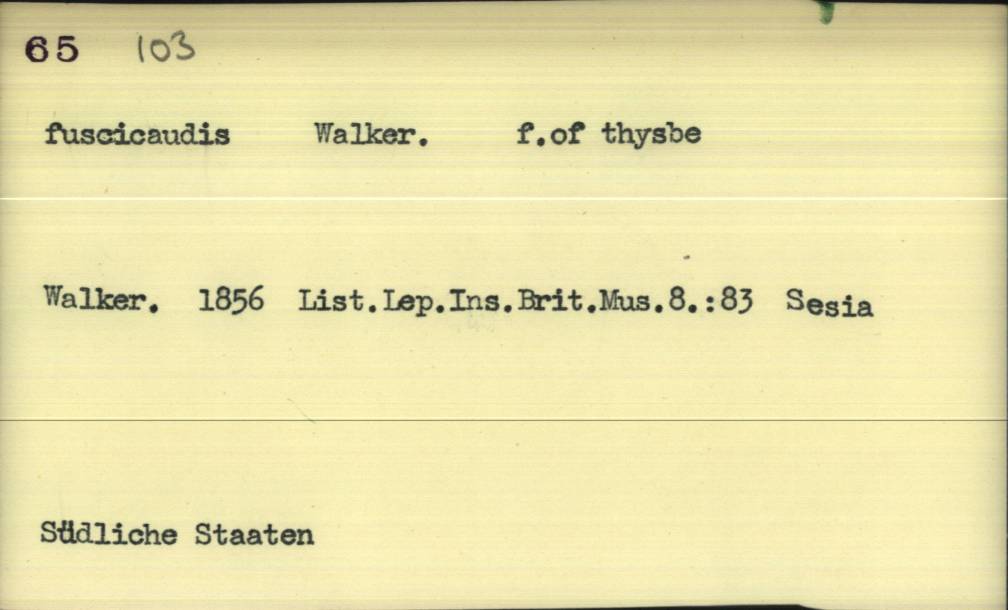 65 103
fuscicaudis Walker. f.of thysbe
Walker. 1856 List.Lep.Ins.Brit.Mus.8.:83 Sesia
Südliche Staaten